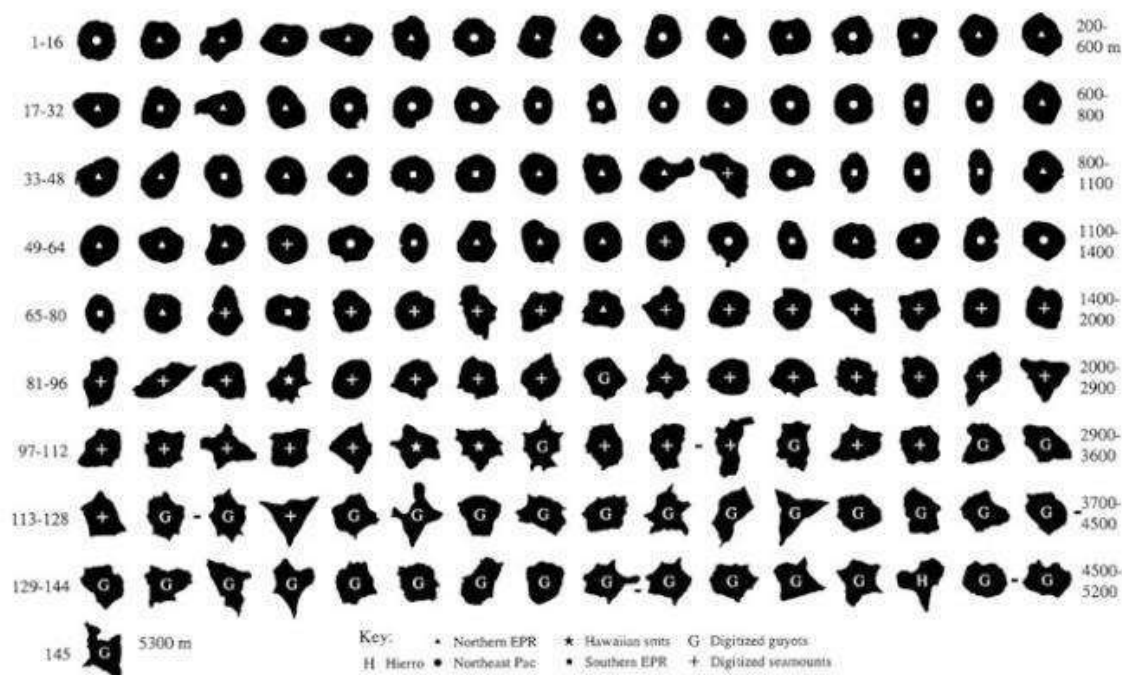 1-16 200-
600 m
17-32 600-
800
33-48 800-
1100
49-64 1100-
1400
65-80 1400-
2000
81-96 G 2000-
2900
97-112 G G G G 2900-
3600
113-128 G G G G G G G G G G G G G G 3700-
4500
129-144 G G G G G G G G G G G G G H G G 4500-
5200
145 G 5300 m
Key:
Northern EPR Hawaiian smts G Digitized guyots
H Hierro Northeast Pac Southern EPR Digitized seamounts